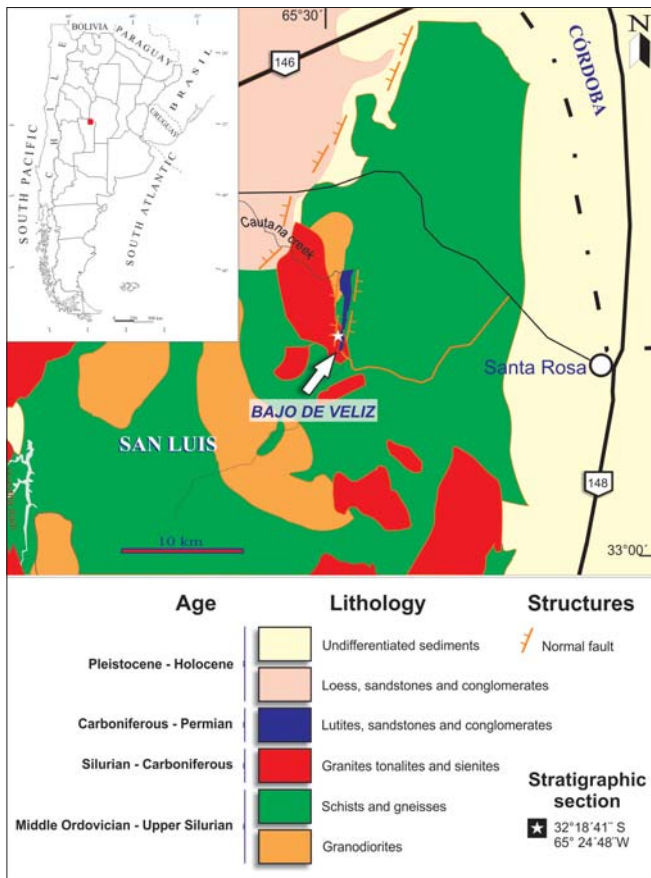 BOLIVIA
PARAGUAY
BRASIL
URUGUAY
CHILE
SOUTH PACIFIC
SOUTH ATLANTIC
65°30´
N
146
CÓRDOBA
Cautana creek
Santa Rosa
BAJO DE VELIZ
SAN LUIS
148
10 km
33°00´
Age
Lithology
Structures
Pleistocene - Holocene
Undifferentiated sediments
Normal fault
Loess, sandstones and conglomerates
Carboniferous - Permian
Lutites, sandstones and conglomerates
Silurian - Carboniferous
Granites tonalites and sienites
Middle Ordovician - Upper Silurian
Schists and gneisses
Granodiorites
Stratigraphic
section
32°18´41¨ S
65° 24´48¨W